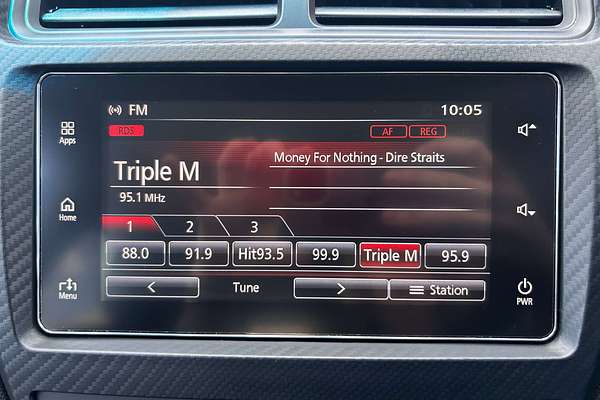 FM 10:05
RDS AF REG
Triple M
Money For Nothing - Dire Straits
95.1 MHz
1 2 3
88.0 91.9 Hit93.5 99.9 Triple M 95.9
< Tune > Station
Apps
Home
Menu
PWR